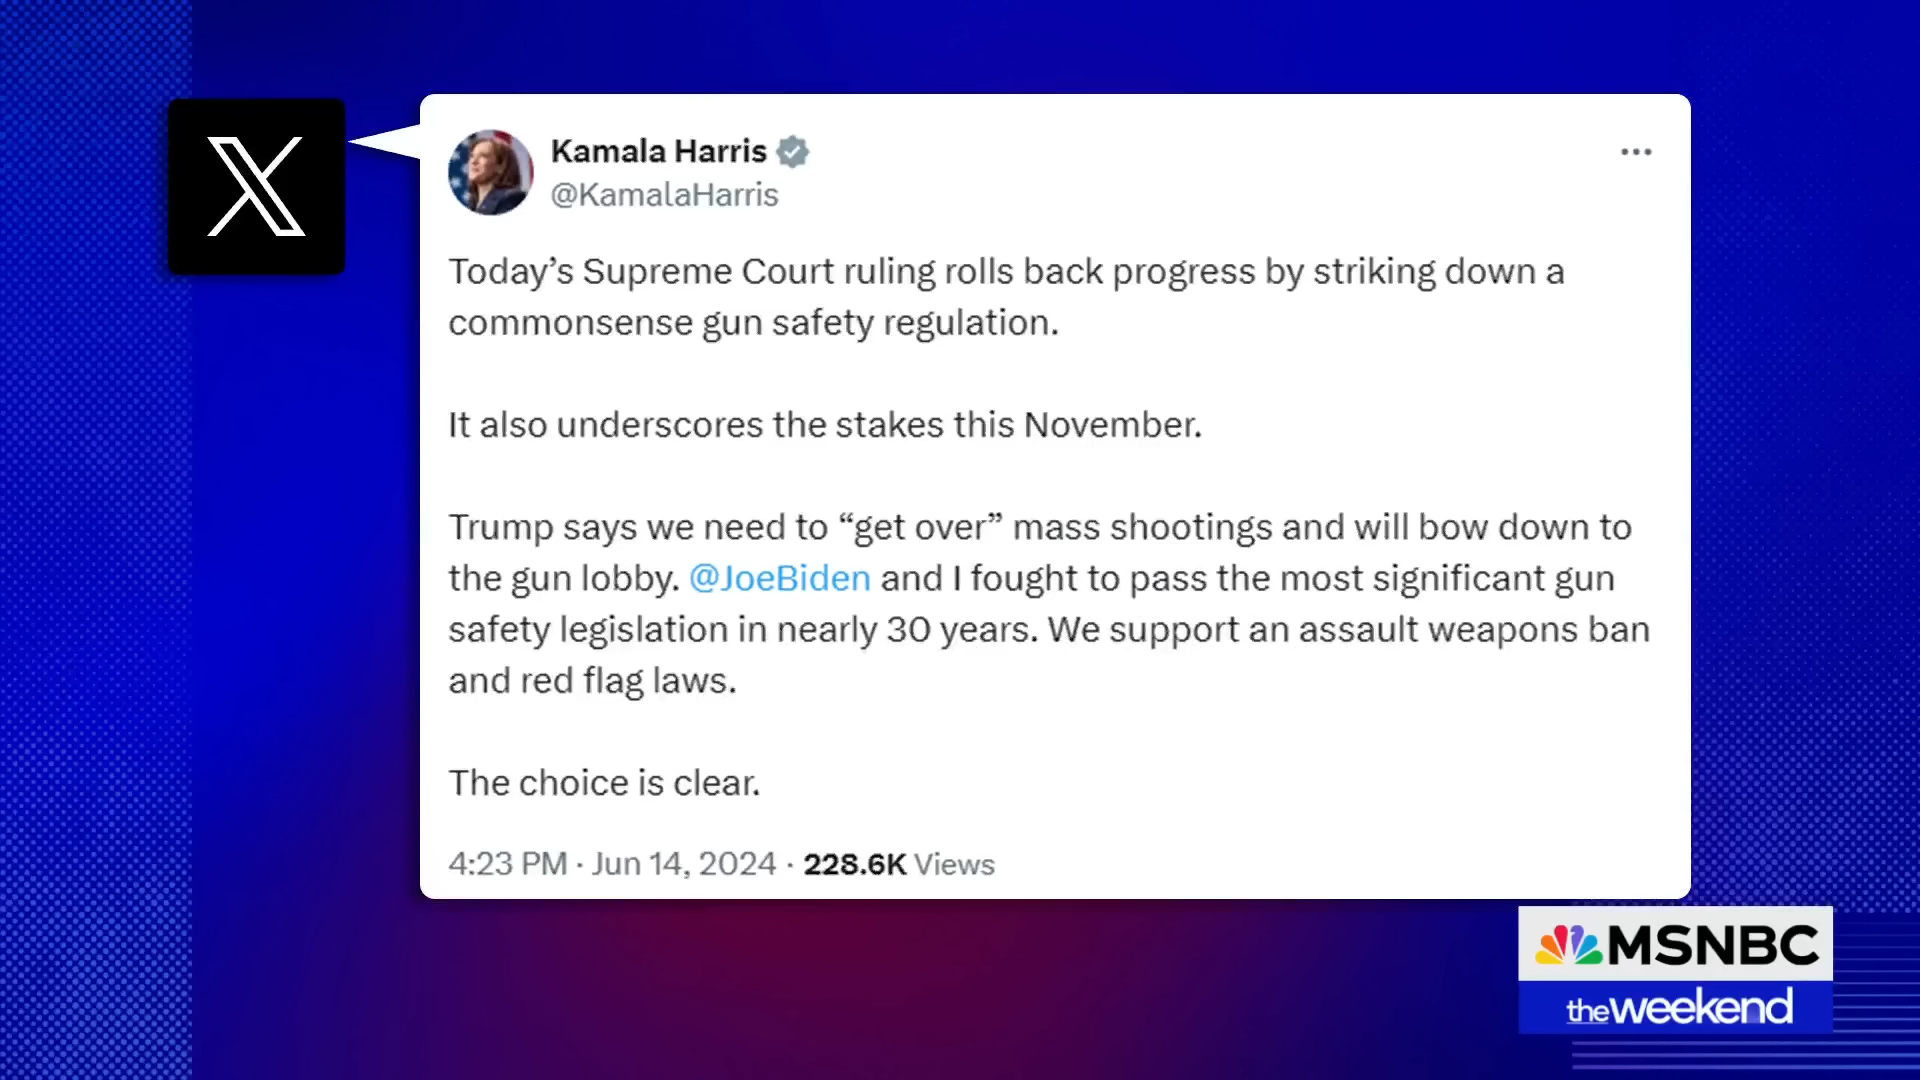 Kamala Harris
@KamalaHarris
Today’s Supreme Court ruling rolls back progress by striking down a
commonsense gun safety regulation.
It also underscores the stakes this November.
Trump says we need to “get over” mass shootings and will bow down to
the gun lobby. @JoeBiden and I fought to pass the most significant gun
safety legislation in nearly 30 years. We support an assault weapons ban
and red flag laws.
The choice is clear.
4:23 PM · Jun 14, 2024 · 228.6K Views
MSNBC
theweekend